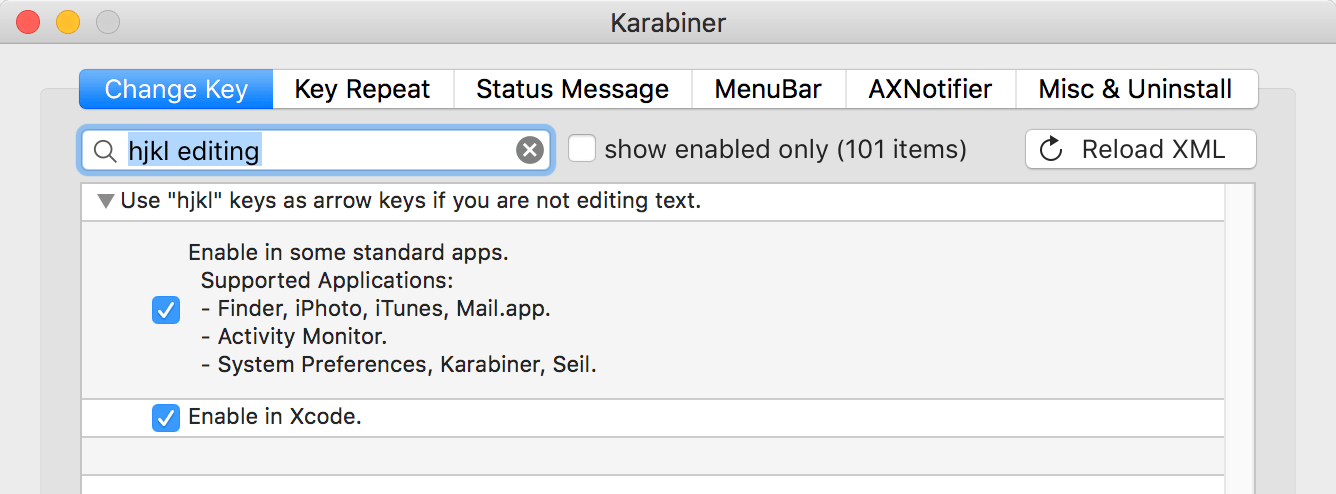 Karabiner
Change Key Key Repeat Status Message MenuBar AXNotifier Misc & Uninstall
hjkl editing show enabled only (101 items) Reload XML
Use "hjkl" keys as arrow keys if you are not editing text.
Enable in some standard apps.
Supported Applications:
- Finder, iPhoto, iTunes, Mail.app.
- Activity Monitor.
- System Preferences, Karabiner, Seil.
Enable in Xcode.